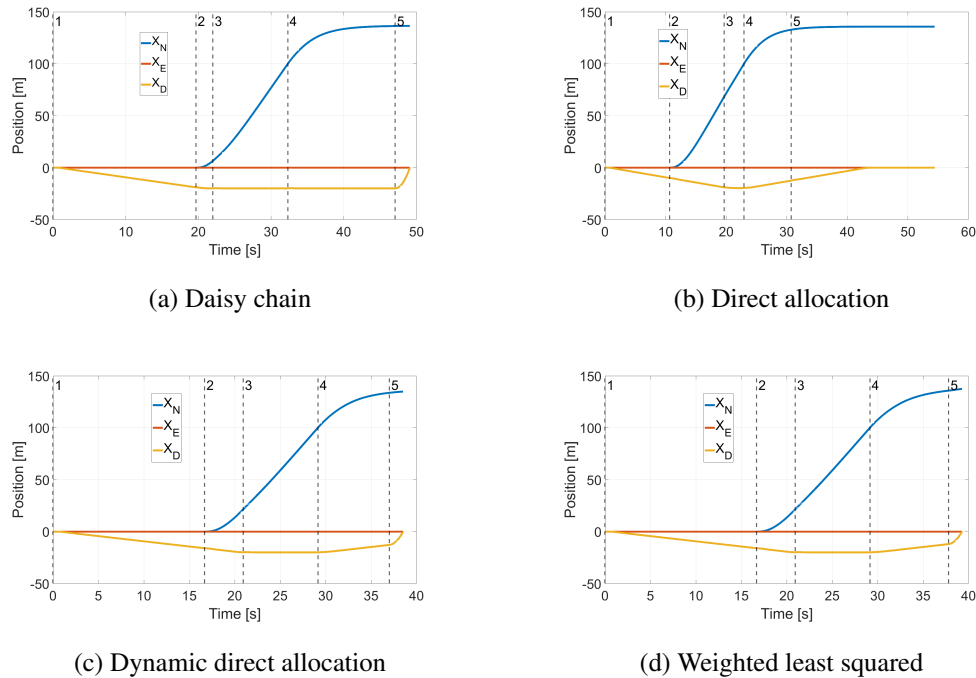 150
100
50
0
-50
Position [m]
1
2
3
4
5
X_N
X_E
X_D
0
10
20
30
40
50
Time [s]
(a) Daisy chain
150
100
50
0
-50
Position [m]
1
2
3
4
5
X_N
X_E
X_D
0
10
20
30
40
50
60
Time [s]
(b) Direct allocation
150
100
50
0
-50
Position [m]
1
2
3
4
5
X_N
X_E
X_D
0
5
10
15
20
25
30
35
40
Time [s]
(c) Dynamic direct allocation
150
100
50
0
-50
Position [m]
1
2
3
4
5
X_N
X_E
X_D
0
5
10
15
20
25
30
35
40
Time [s]
(d) Weighted least squared